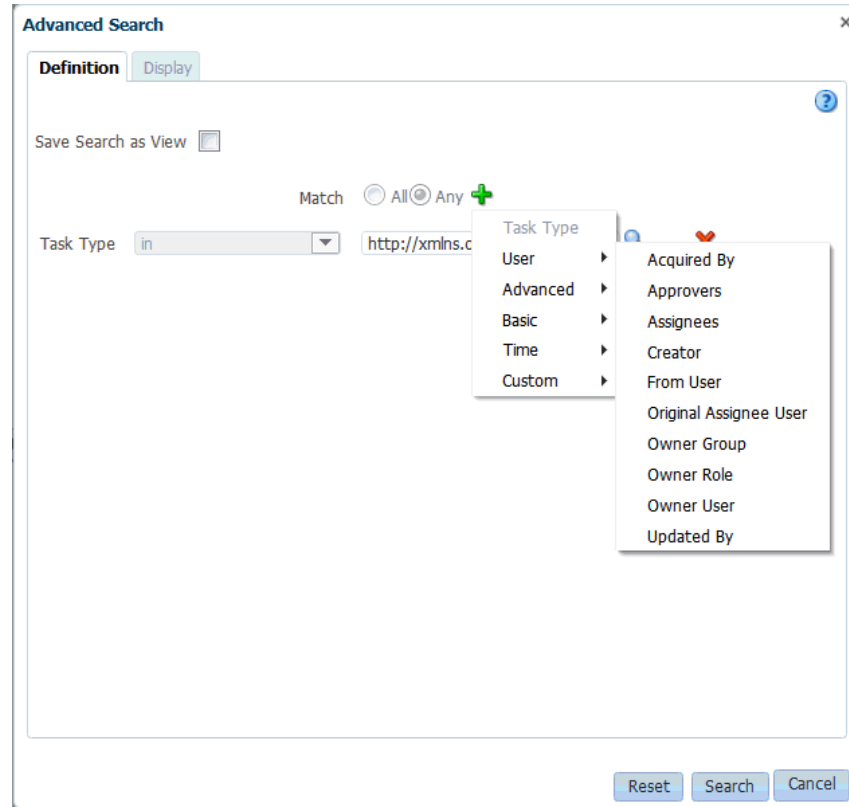 Advanced Search
Definition Display
Save Search as View
Match All Any
Task Type in http://xmlns.o
Task Type
User
Advanced
Basic
Time
Custom
Acquired By
Approvers
Assignees
Creator
From User
Original Assignee User
Owner Group
Owner Role
Owner User
Updated By
Reset Search Cancel